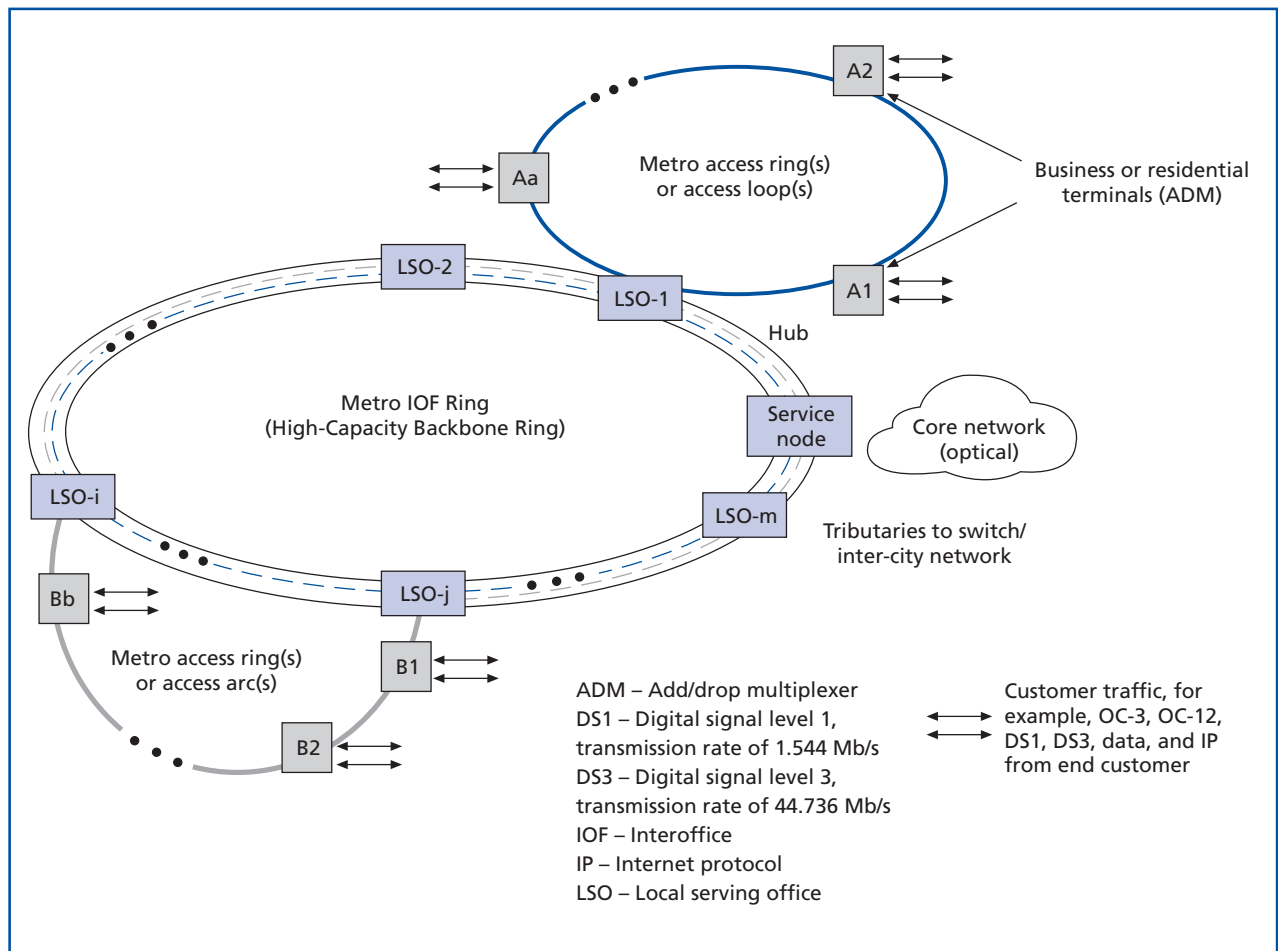 A2
Aa
Metro access ring(s)
or access loop(s)
Business or residential
terminals (ADM)
A1
LSO-2
LSO-1
Hub
Metro IOF Ring
(High-Capacity Backbone Ring)
Service
node
Core network
(optical)
LSO-i
LSO-m
Tributaries to switch/
inter-city network
LSO-j
Bb
B1
Metro access ring(s)
or access arc(s)
B2
ADM – Add/drop multiplexer
DS1 – Digital signal level 1,
transmission rate of 1.544 Mb/s
DS3 – Digital signal level 3,
transmission rate of 44.736 Mb/s
IOF – Interoffice
IP – Internet protocol
LSO – Local serving office
Customer traffic, for
example, OC-3, OC-12,
DS1, DS3, data, and IP
from end customer